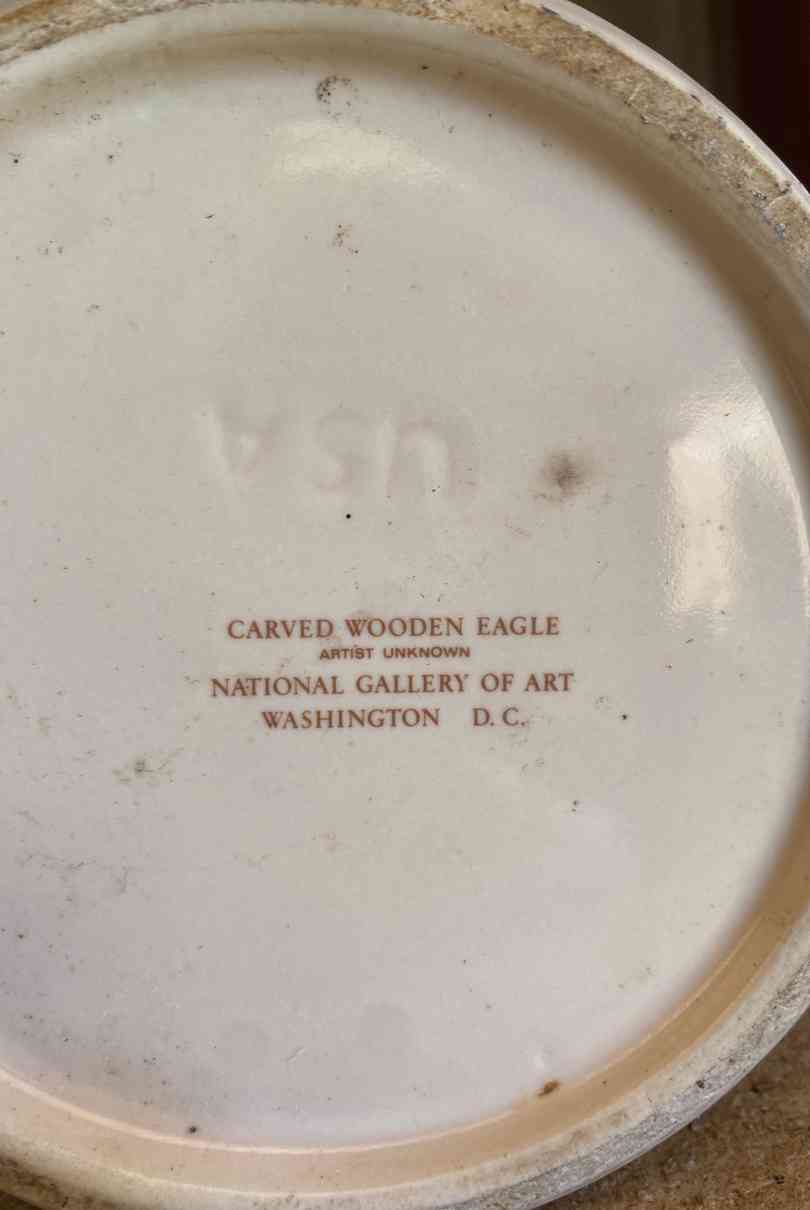 USA
CARVED WOODEN EAGLE
ARTIST UNKNOWN
NATIONAL GALLERY OF ART
WASHINGTON D. C.